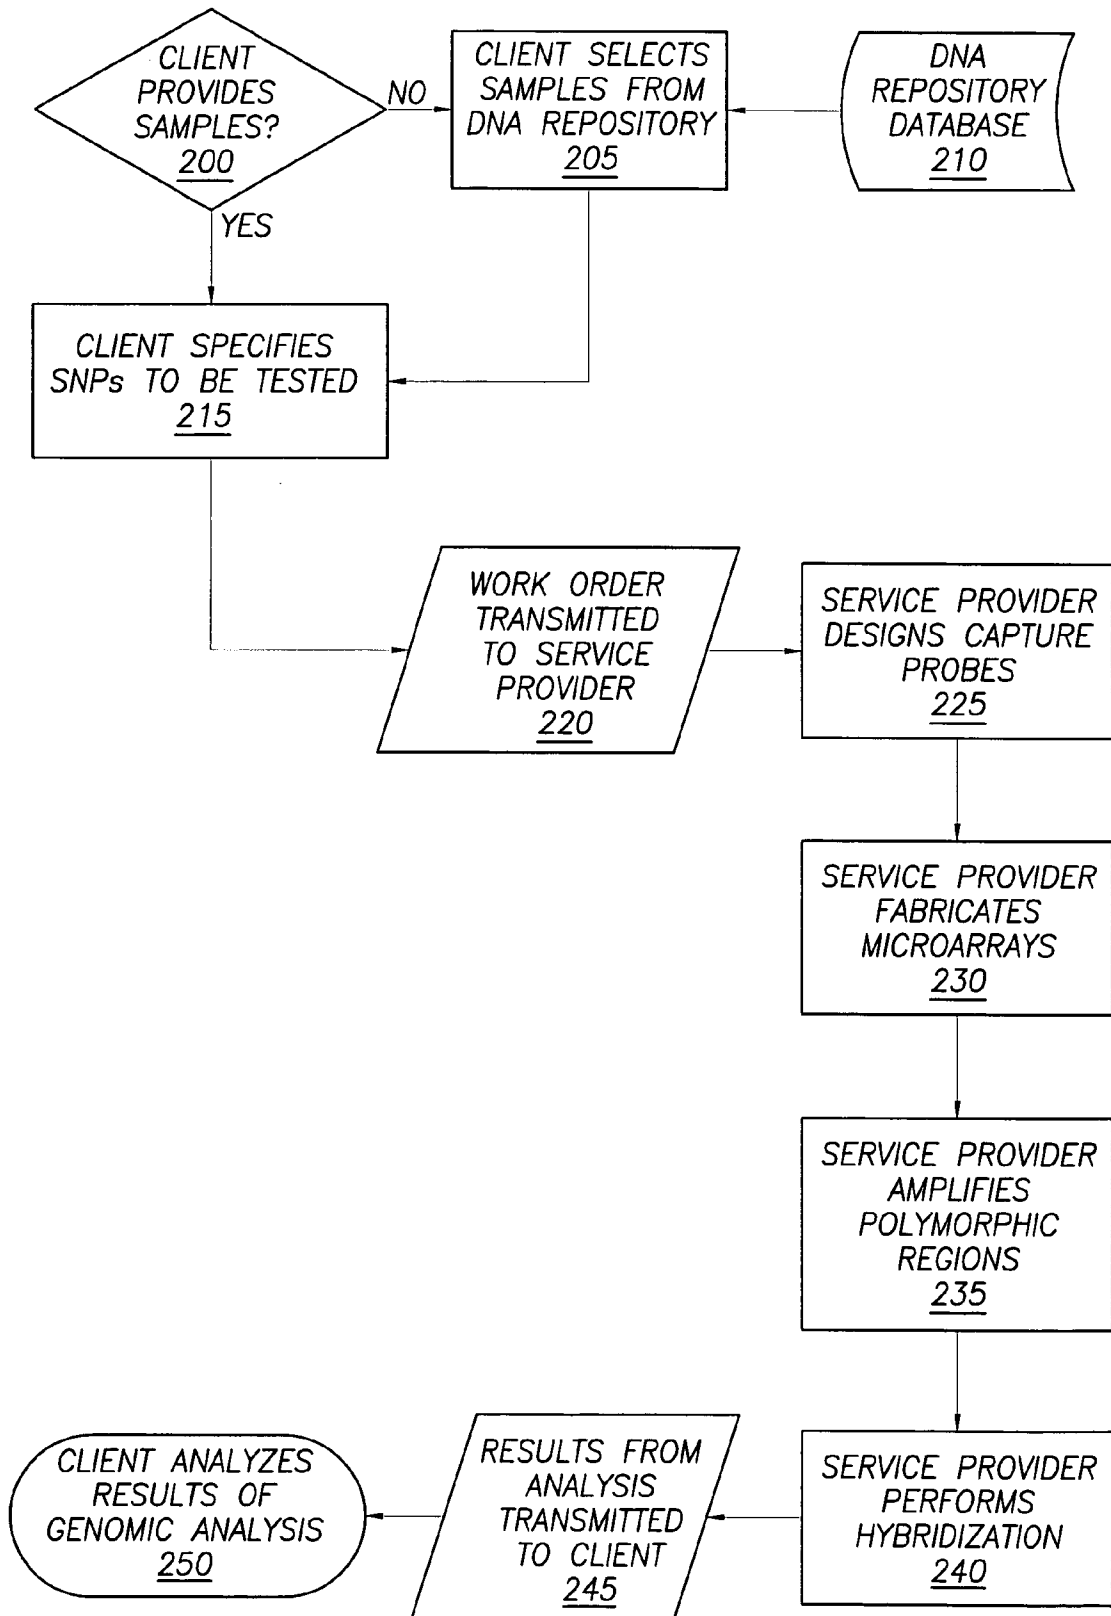 CLIENT
PROVIDES
SAMPLES?
200
NO
YES
CLIENT SELECTS
SAMPLES FROM
DNA REPOSITORY
205
DNA
REPOSITORY
DATABASE
210
CLIENT SPECIFIES
SNPs TO BE TESTED
215
WORK ORDER
TRANSMITTED
TO SERVICE
PROVIDER
220
SERVICE PROVIDER
DESIGNS CAPTURE
PROBES
225
SERVICE PROVIDER
FABRICATES
MICROARRAYS
230
SERVICE PROVIDER
AMPLIFIES
POLYMORPHIC
REGIONS
235
SERVICE PROVIDER
PERFORMS
HYBRIDIZATION
240
RESULTS FROM
ANALYSIS
TRANSMITTED
TO CLIENT
245
CLIENT ANALYZES
RESULTS OF
GENOMIC ANALYSIS
250